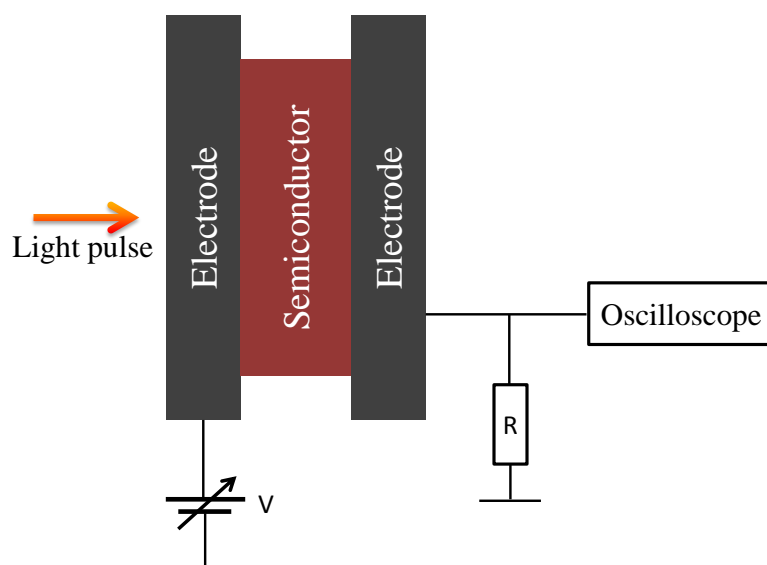 Light pulse
Electrode
Semiconductor
Electrode
Oscilloscope
R
V